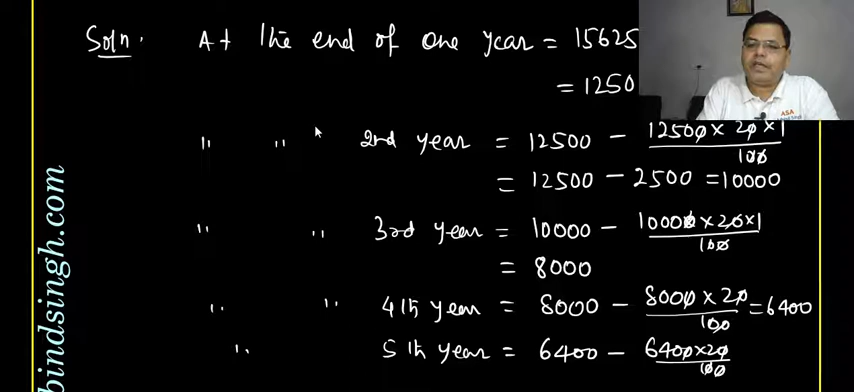 Soln. At the end of one year = 15625
= 1250
" " 2nd year = 12500 - 12500 × 20 × 1 / 100
= 12500 - 2500 = 10000
" " 3rd year = 10000 - 10000 × 20 × 1 / 100
= 8000
" " 4th year = 8000 - 8000 × 20 / 100 = 6400
" 5th year = 6400 - 6400 × 20 / 100
bindsingh.com
ASA